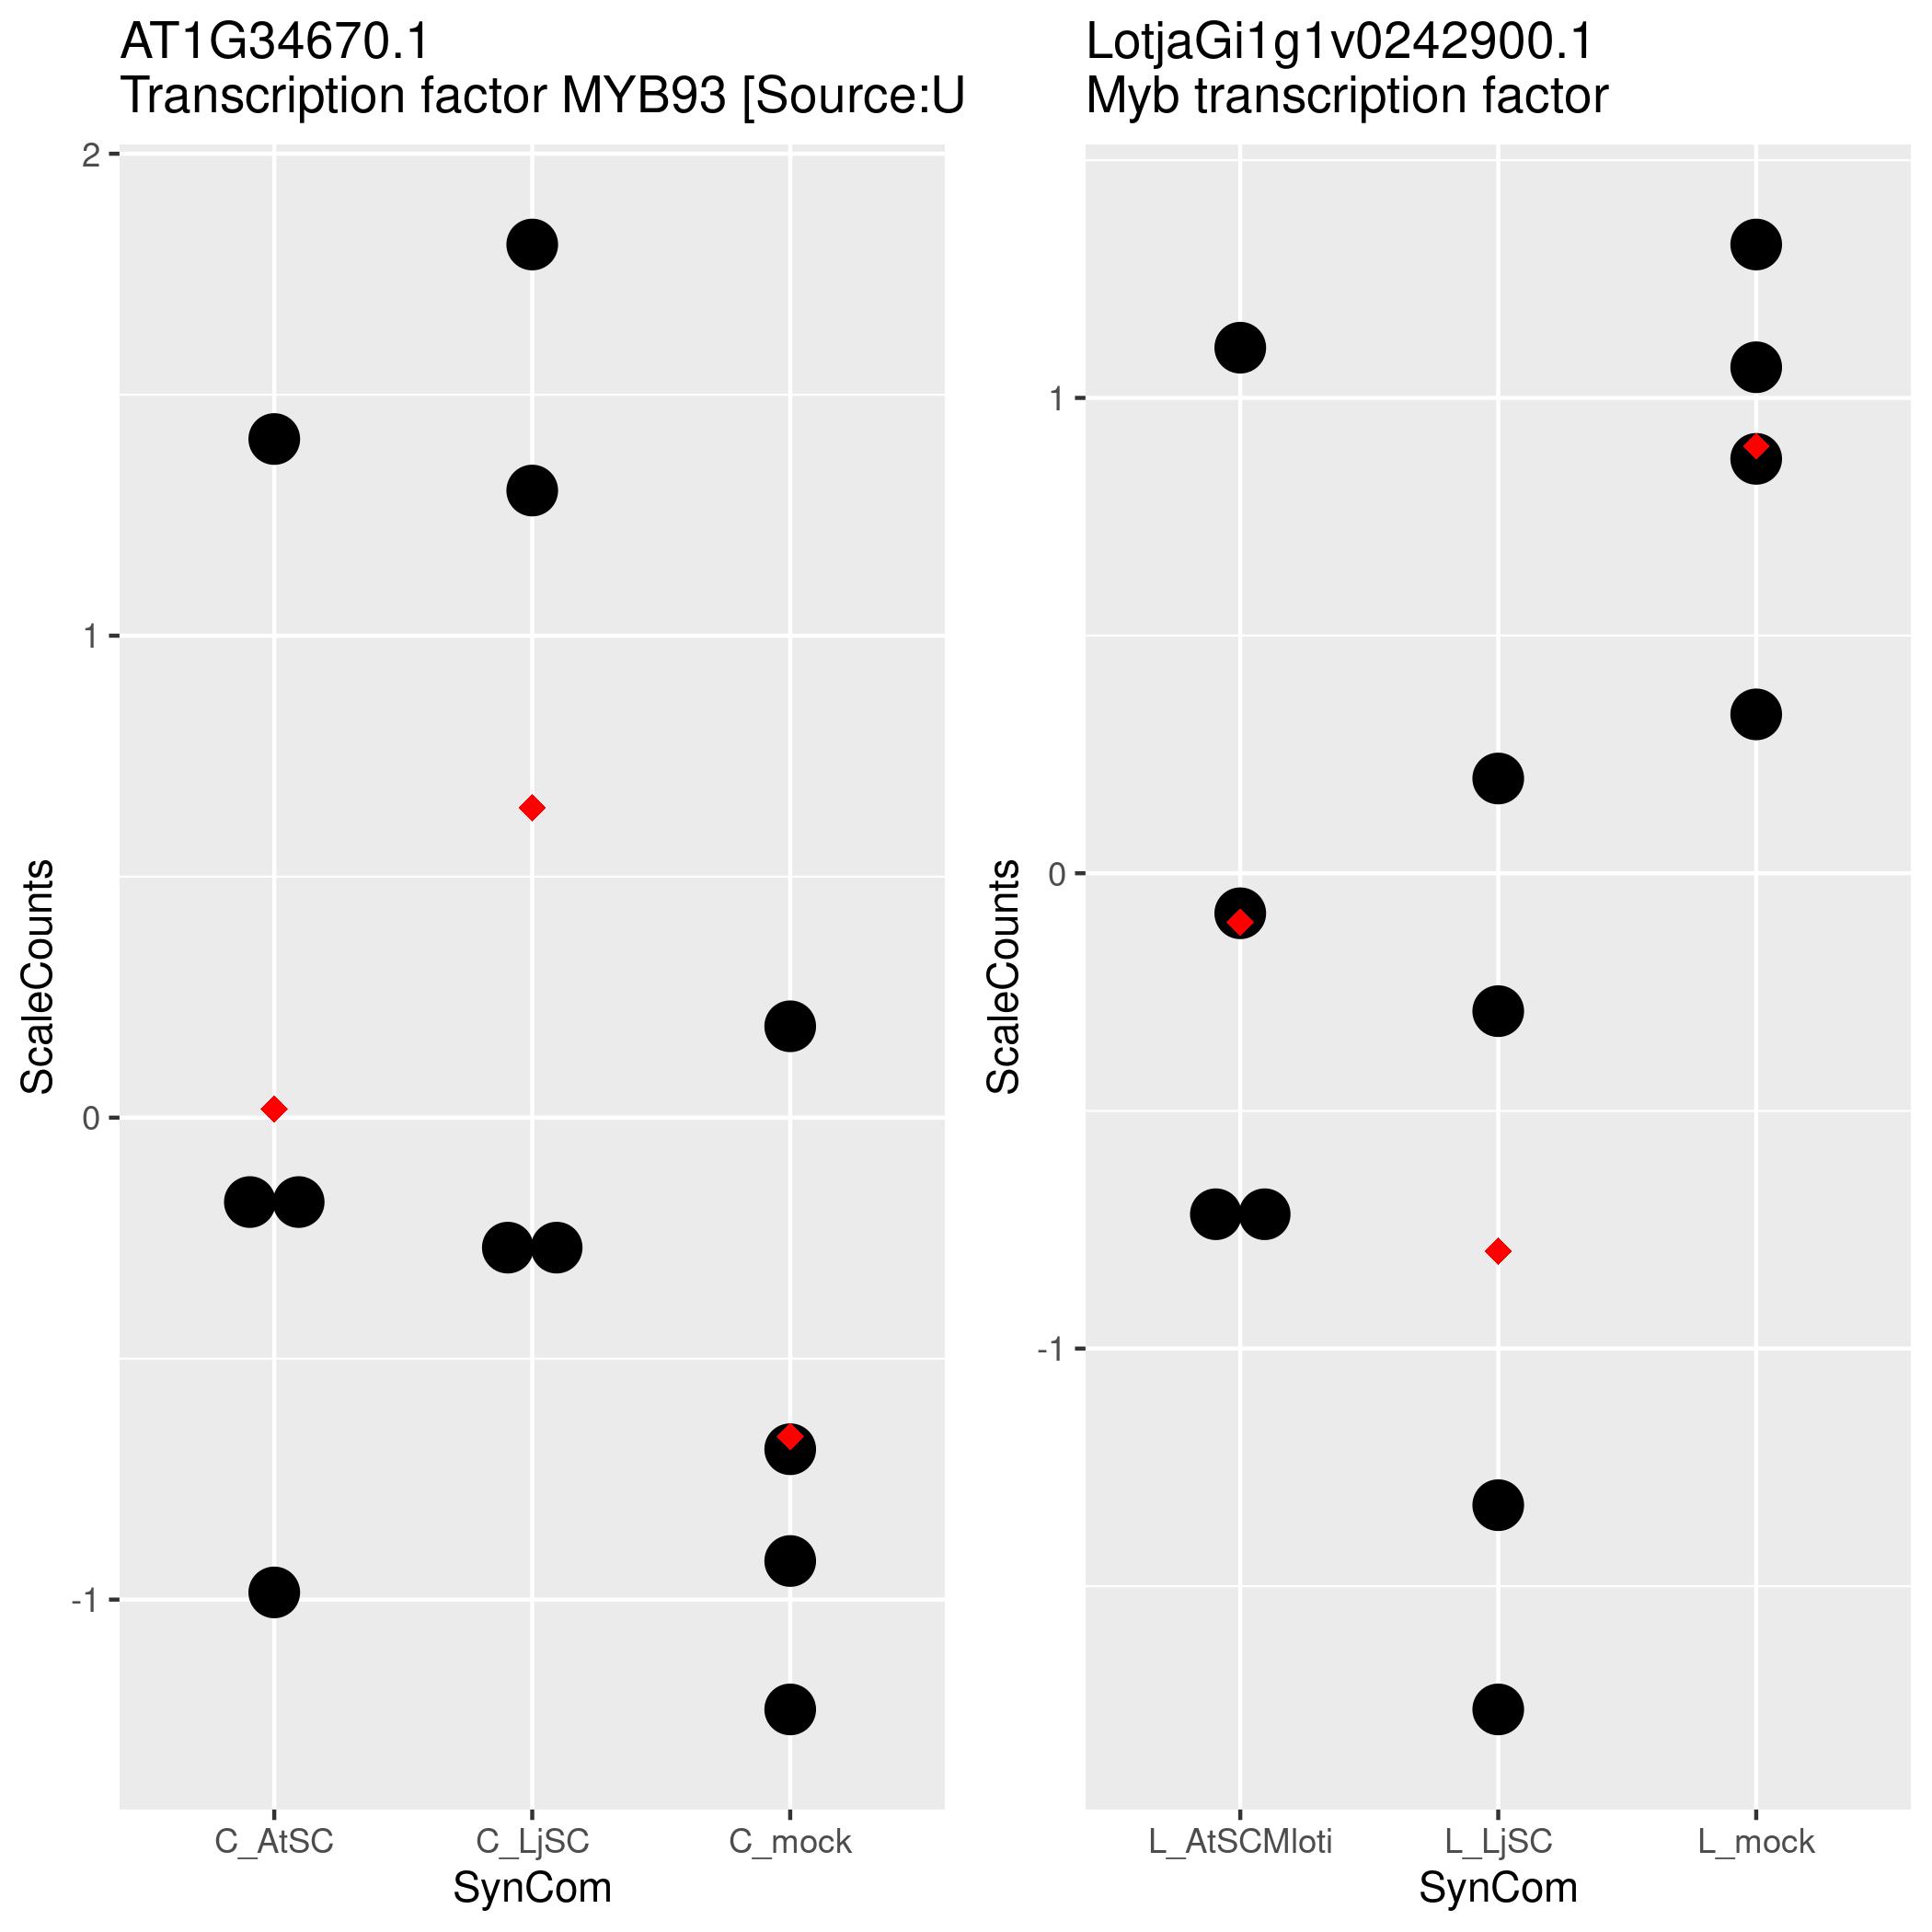 AT1G34670.1
Transcription factor MYB93 [Source:U
ScaleCounts
2
1
0
-1
C_AtSC C_LjSC C_mock
SynCom
LotjaGi1g1v0242900.1
Myb transcription factor
ScaleCounts
1
0
-1
L_AtSCMloti L_LjSC L_mock
SynCom